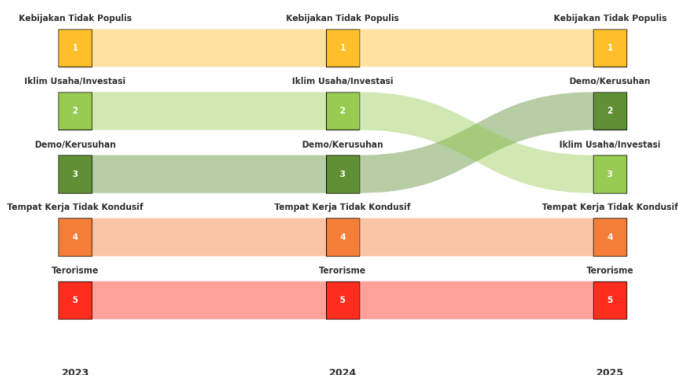 Kebijakan Tidak Populis Kebijakan Tidak Populis Kebijakan Tidak Populis
1 1 1
Iklim Usaha/Investasi Iklim Usaha/Investasi Demo/Kerusuhan
2 2 2
Demo/Kerusuhan Demo/Kerusuhan Iklim Usaha/Investasi
3 3 3
Tempat Kerja Tidak Kondusif Tempat Kerja Tidak Kondusif Tempat Kerja Tidak Kondusif
4 4 4
Terorisme Terorisme Terorisme
5 5 5
2023 2024 2025